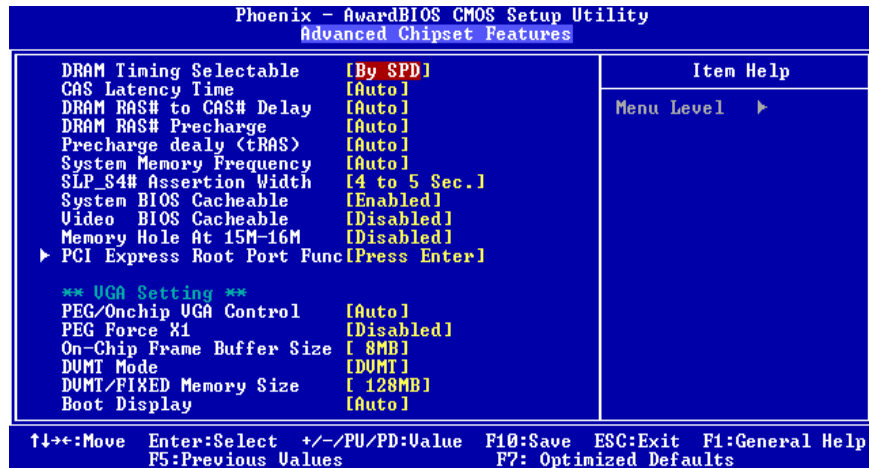 Phoenix - AwardBIOS CMOS Setup Utility
Advanced Chipset Features
DRAM Timing Selectable [By SPD]
CAS Latency Time [Auto]
DRAM RAS# to CAS# Delay [Auto]
DRAM RAS# Precharge [Auto]
Precharge dealy (tRAS) [Auto]
System Memory Frequency [Auto]
SLP_S4# Assertion Width [4 to 5 Sec.]
System BIOS Cacheable [Enabled]
Video BIOS Cacheable [Disabled]
Memory Hole At 15M-16M [Disabled]
▶ PCI Express Root Port Func[Press Enter]
** VGA Setting **
PEG/Onchip VGA Control [Auto]
PEG Force X1 [Disabled]
On-Chip Frame Buffer Size [ 8MB]
DVMT Mode [DVMT]
DVMT/FIXED Memory Size [ 128MB]
Boot Display [Auto]
Item Help
Menu Level ▶
↑↓→←:Move Enter:Select +/-/PU/PD:Value F10:Save ESC:Exit F1:General Help
F5:Previous Values F7: Optimized Defaults